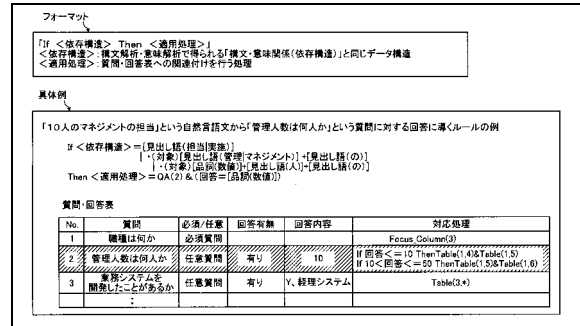 フォーマット
「If <依存構造> Then <適用処理>」
<依存構造>:構文解析・意味解析で得られる「構文・意味関係(依存構造)」と同じデータ構造
<適用処理>:質問・回答表への関連付けを行う処理
具体例
「10人のマネジメントの担当」という自然言語文から「管理人数は何人か」という質問に対する回答に導くルールの例
If <依存構造>=[見出し語(担当|実施)]
|・(対象)[見出し語(管理|マネジメント)]+[見出し語(の)]
|・(対象)[品詞(数値)]+[見出し語(人)]+[見出し語(の)]
Then <適用処理>=QA(2)&(回答=[品詞(数値)])
質問・回答表
No. 質問 必須/任意 回答有無 回答内容 対応処理
1 職種は何か 必須質問 Focus_Column(3)
2 管理人数は何人か 任意質問 有り 10 If 回答<=10 ThenTable(1,4)&Table(1,5)
If 10<回答<=50 ThenTable(1,5)&Table(1,6)
3 業務システムを
開発したことがあるか 任意質問 有り Y、経理システム Table(3,*)
: